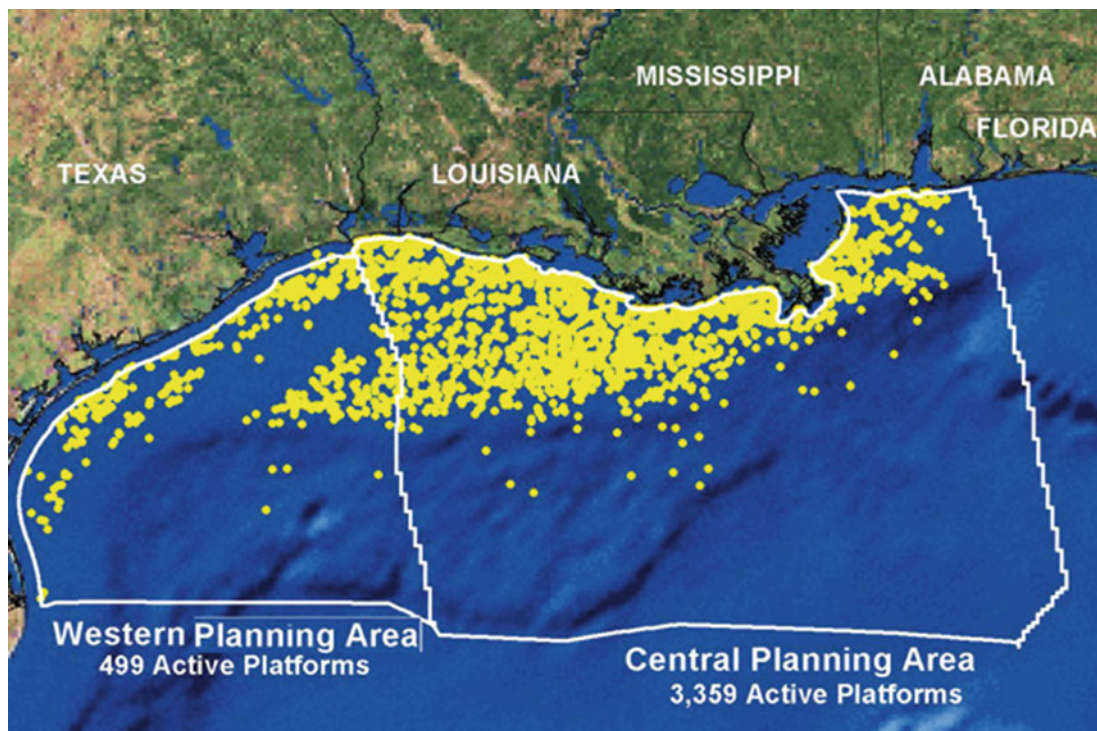 MISSISSIPPI
ALABAMA
FLORIDA
TEXAS
LOUISIANA
Western Planning Area
499 Active Platforms
Central Planning Area
3,359 Active Platforms